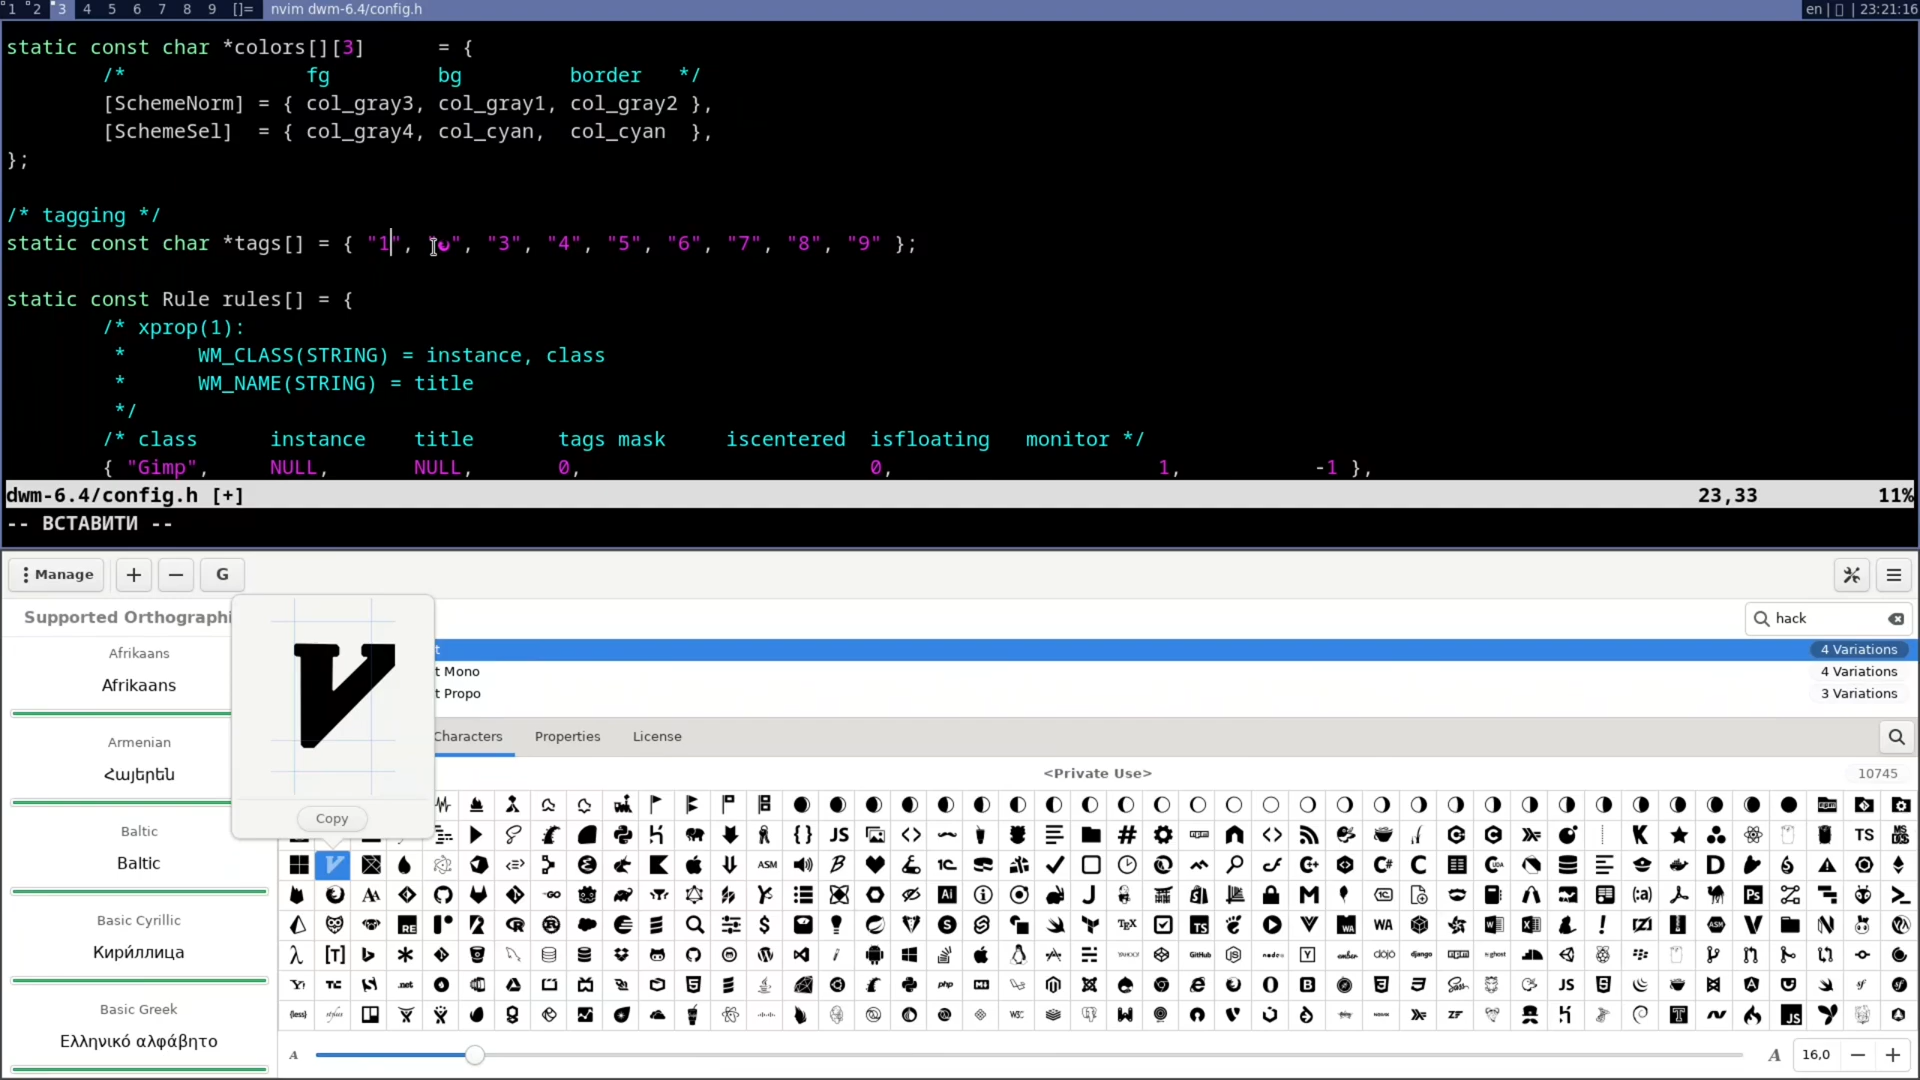 1 2 3 4 5 6 7 8 9 []= nvim dwm-6.4/config.h en | | 23:21:16
static const char *colors[][3] = {
/* fg bg border */
[SchemeNorm] = { col_gray3, col_gray1, col_gray2 },
[SchemeSel] = { col_gray4, col_cyan, col_cyan },
};
/* tagging */
static const char *tags[] = { "1", "", "3", "4", "5", "6", "7", "8", "9" };
static const Rule rules[] = {
/* xprop(1):
* WM_CLASS(STRING) = instance, class
* WM_NAME(STRING) = title
*/
/* class instance title tags mask iscentered isfloating monitor */
{ "Gimp", NULL, NULL, 0, 0, 1, -1 },
dwm-6.4/config.h [+] 23,33 11%
-- ВСТАВИТИ --
Manage + − G
Supported Orthographi
hack
t 4 Variations
t Mono 4 Variations
t Propo 3 Variations
Characters Properties License
<Private Use> 10745
Afrikaans
Afrikaans
Armenian
Հայերեն
Baltic
Baltic
Basic Cyrillic
Кири́ллица
Basic Greek
Ελληνικό αλφάβητο
V
Copy
A A 16,0 − +